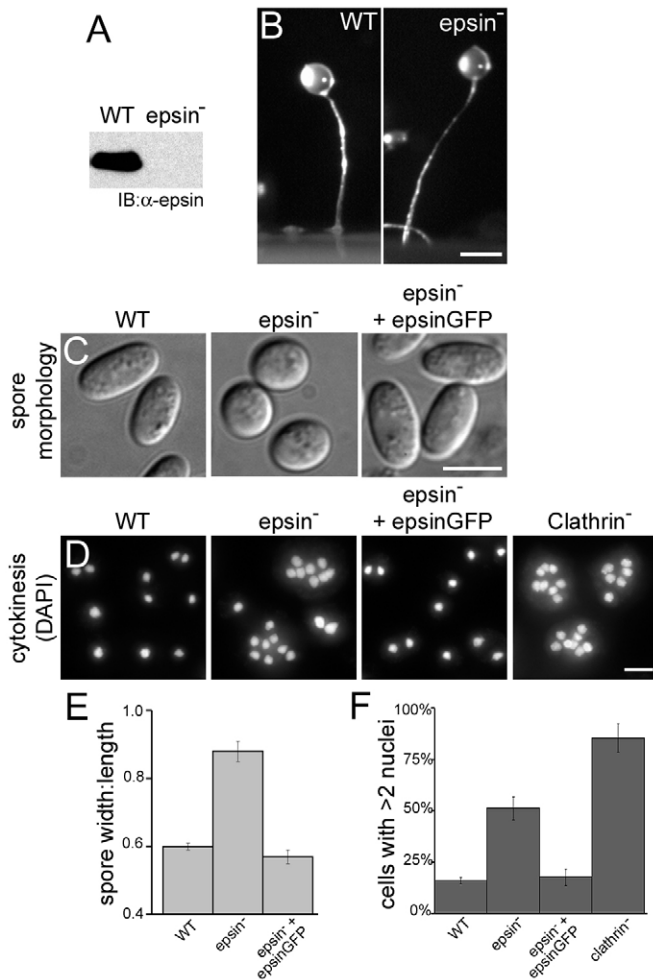 A
WT epsin⁻
IB:α-epsin
B
WT
epsin⁻
C
spore
morphology
WT
epsin⁻
epsin⁻
+ epsinGFP
D
cytokinesis
(DAPI)
WT
epsin⁻
epsin⁻
+ epsinGFP
Clathrin⁻
E
spore width:length
1.0
0.8
0.6
0.4
WT
epsin⁻
epsin⁻ +
epsinGFP
F
cells with >2 nuclei
100%
75%
50%
25%
0%
WT
epsin⁻
epsin⁻ +
epsinGFP
clathrin⁻